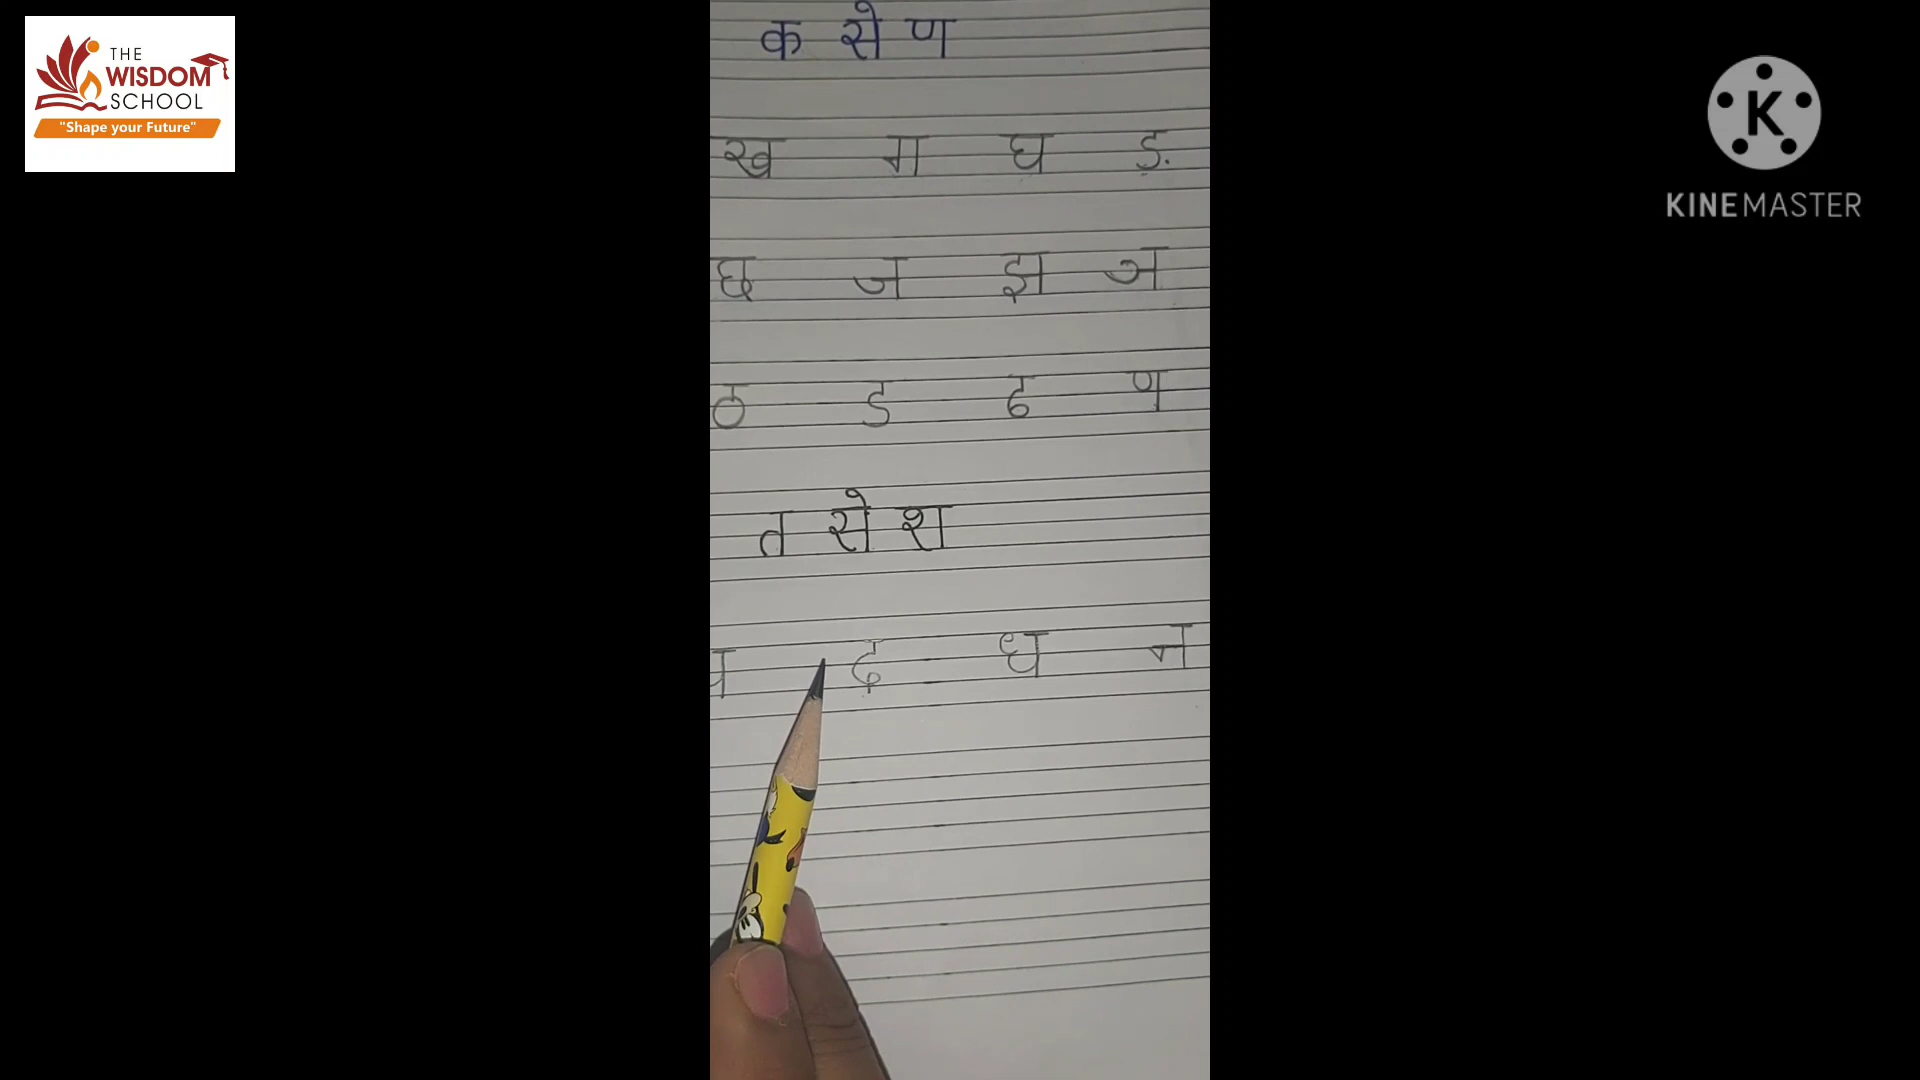 THE
WISDOM
SCHOOL
"Shape your Future"
K
KINEMASTER
क से ण
ख ग घ ङ
छ ज झ ञ
ठ ड ढ ण
त से श
द ध न